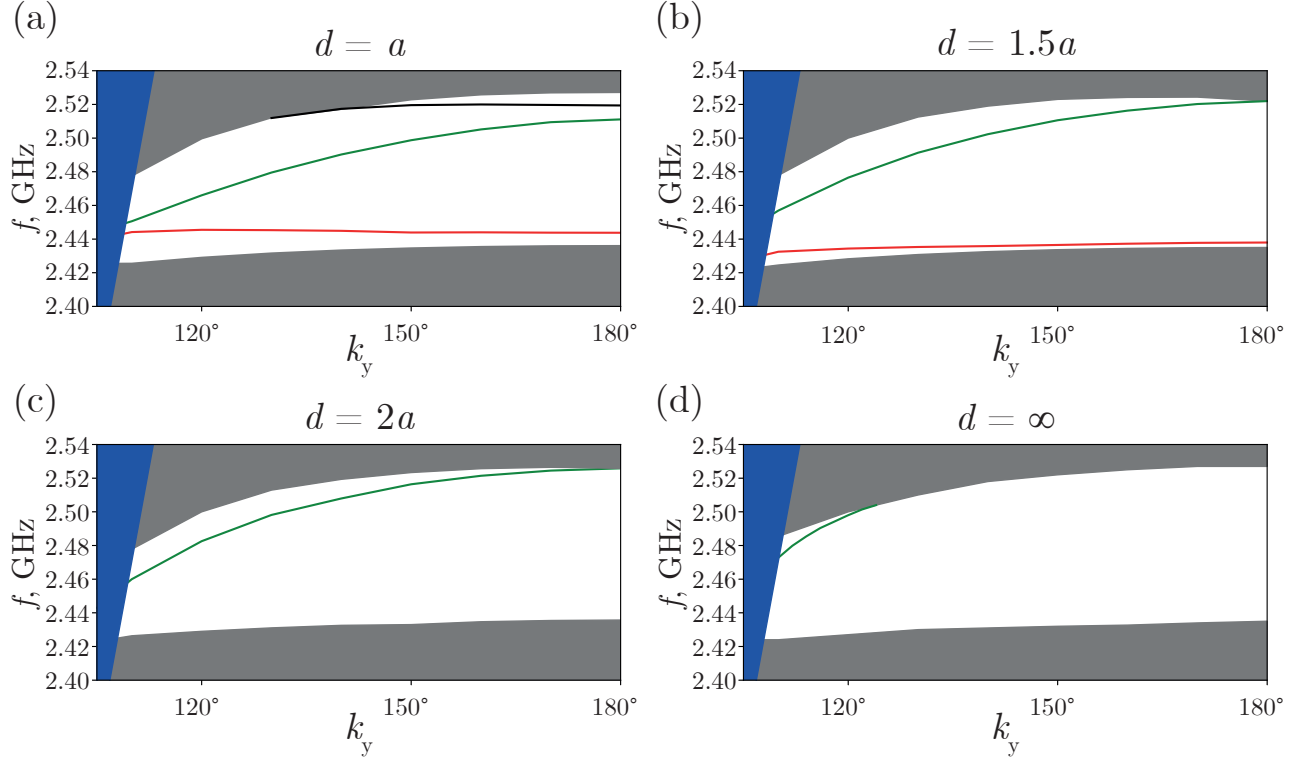 (a)
d = a
2.54
2.52
2.50
2.48
2.46
2.44
2.42
2.40
f, GHz
120°
150°
180°
k_y
(b)
d = 1.5a
2.54
2.52
2.50
2.48
2.46
2.44
2.42
2.40
f, GHz
120°
150°
180°
k_y
(c)
d = 2a
2.54
2.52
2.50
2.48
2.46
2.44
2.42
2.40
f, GHz
120°
150°
180°
k_y
(d)
d = ∞
2.54
2.52
2.50
2.48
2.46
2.44
2.42
2.40
f, GHz
120°
150°
180°
k_y